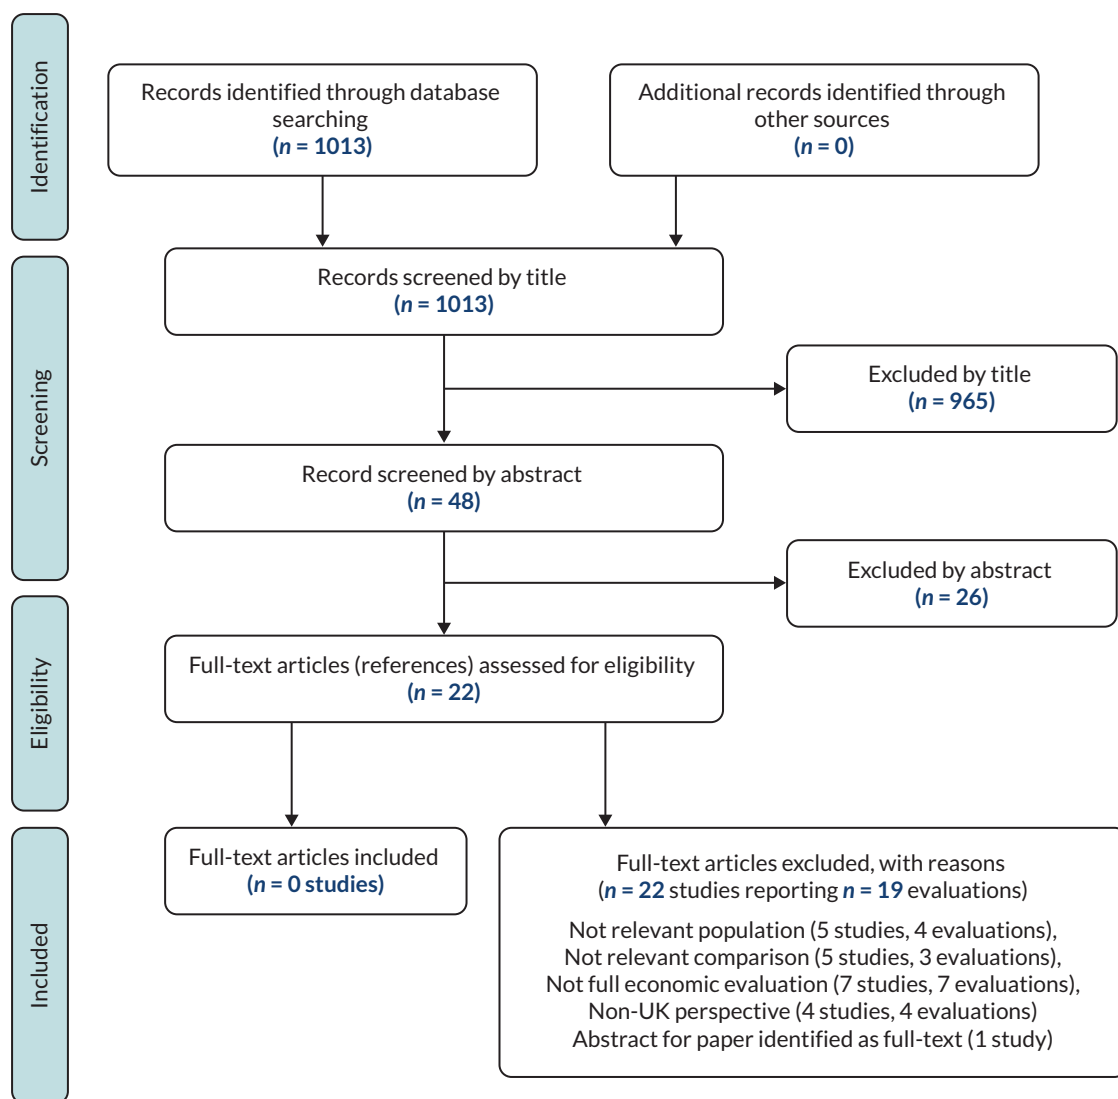 Identification
Records identified through database
searching
(n = 1013)
Additional records identified through
other sources
(n = 0)
Screening
Records screened by title
(n = 1013)
Excluded by title
(n = 965)
Record screened by abstract
(n = 48)
Excluded by abstract
(n = 26)
Eligibility
Full-text articles (references) assessed for eligibility
(n = 22)
Included
Full-text articles included
(n = 0 studies)
Full-text articles excluded, with reasons
(n = 22 studies reporting n = 19 evaluations)
Not relevant population (5 studies, 4 evaluations),
Not relevant comparison (5 studies, 3 evaluations),
Not full economic evaluation (7 studies, 7 evaluations),
Non-UK perspective (4 studies, 4 evaluations)
Abstract for paper identified as full-text (1 study)